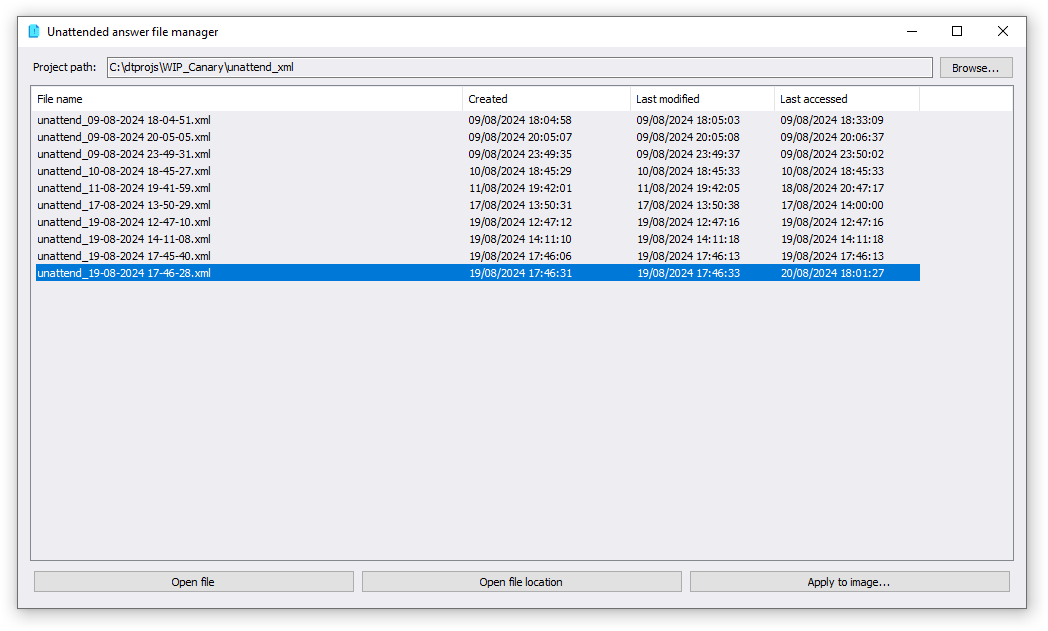 Unattended answer file manager
Project path: C:\dtprojs\WIP_Canary\unattend_xml Browse...
File name Created Last modified Last accessed
unattend_09-08-2024 18-04-51.xml 09/08/2024 18:04:58 09/08/2024 18:05:03 09/08/2024 18:33:09
unattend_09-08-2024 20-05-05.xml 09/08/2024 20:05:07 09/08/2024 20:05:08 09/08/2024 20:06:37
unattend_09-08-2024 23-49-31.xml 09/08/2024 23:49:35 09/08/2024 23:49:37 09/08/2024 23:50:02
unattend_10-08-2024 18-45-27.xml 10/08/2024 18:45:29 10/08/2024 18:45:33 10/08/2024 18:45:33
unattend_11-08-2024 19-41-59.xml 11/08/2024 19:42:01 11/08/2024 19:42:05 18/08/2024 20:47:17
unattend_17-08-2024 13-50-29.xml 17/08/2024 13:50:31 17/08/2024 13:50:38 17/08/2024 14:00:00
unattend_19-08-2024 12-47-10.xml 19/08/2024 12:47:12 19/08/2024 12:47:16 19/08/2024 12:47:16
unattend_19-08-2024 14-11-08.xml 19/08/2024 14:11:10 19/08/2024 14:11:18 19/08/2024 14:11:18
unattend_19-08-2024 17-45-40.xml 19/08/2024 17:46:06 19/08/2024 17:46:13 19/08/2024 17:46:13
unattend_19-08-2024 17-46-28.xml 19/08/2024 17:46:31 19/08/2024 17:46:33 20/08/2024 18:01:27
Open file Open file location Apply to image...